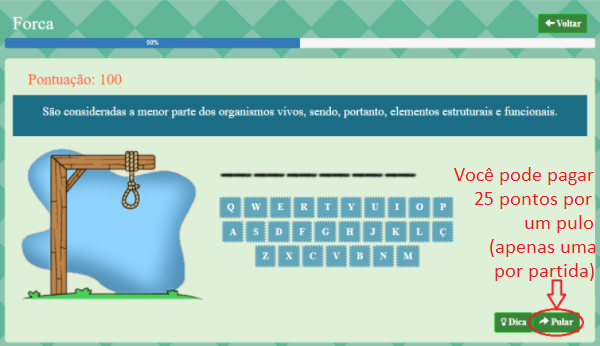 Forca
Voltar
50%
Pontuação: 100
São consideradas a menor parte dos organismos vivos, sendo, portanto, elementos estruturais e funcionais.
Você pode pagar
25 pontos por
um pulo
(apenas uma
por partida)
Q W E R T Y U I O P
A S D F G H J K L Ç
Z X C V B N M
Dica Pular